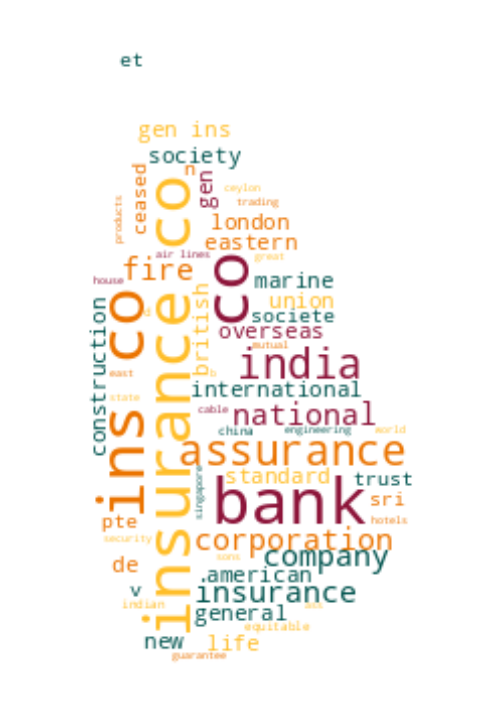 et
gen ins
society
n
ceased
gen
ceylon
products
trading
london
eastern
air lines
great
fire
house
co
marine
union
societe
overseas
british
d
construction
mutual
india
east
b
international
state
cable
national
china
engineering
world
insurance co
ins co
assurance
standard
trust
singapore
bank
sri
pte
hotels
security
corporation
company
sons
de
.american
v
insurance
indian
general
equitable
new
life
guarantee